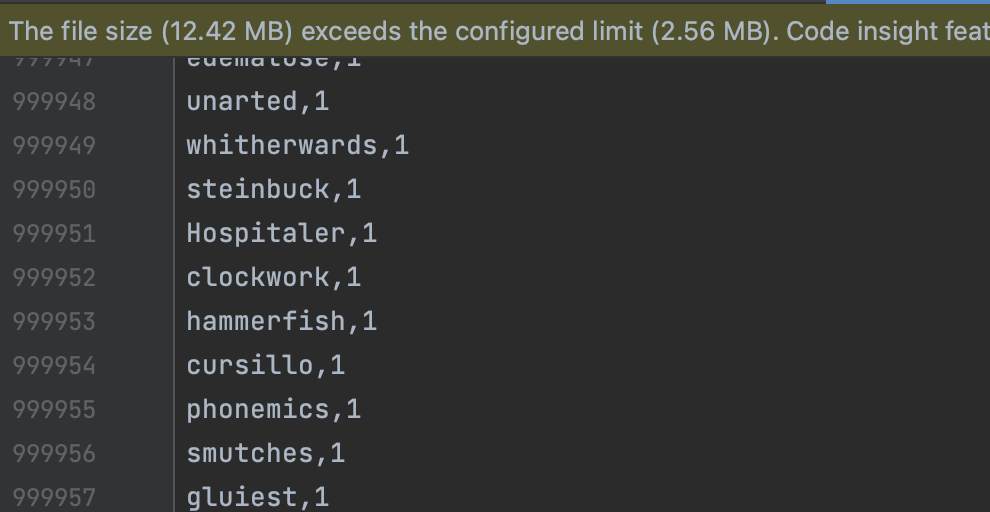 The file size (12.42 MB) exceeds the configured limit (2.56 MB). Code insight feat
999947 edematose,1
999948 unarted,1
999949 whitherwards,1
999950 steinbuck,1
999951 Hospitaler,1
999952 clockwork,1
999953 hammerfish,1
999954 cursillo,1
999955 phonemics,1
999956 smutches,1
999957 gluiest,1